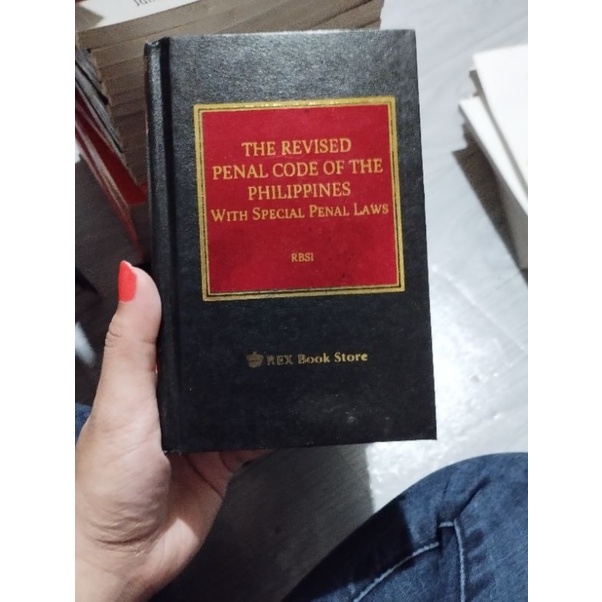 THE REVISED
PENAL CODE OF THE
PHILIPPINES
WITH SPECIAL PENAL LAWS
RBSI
REX Book Store